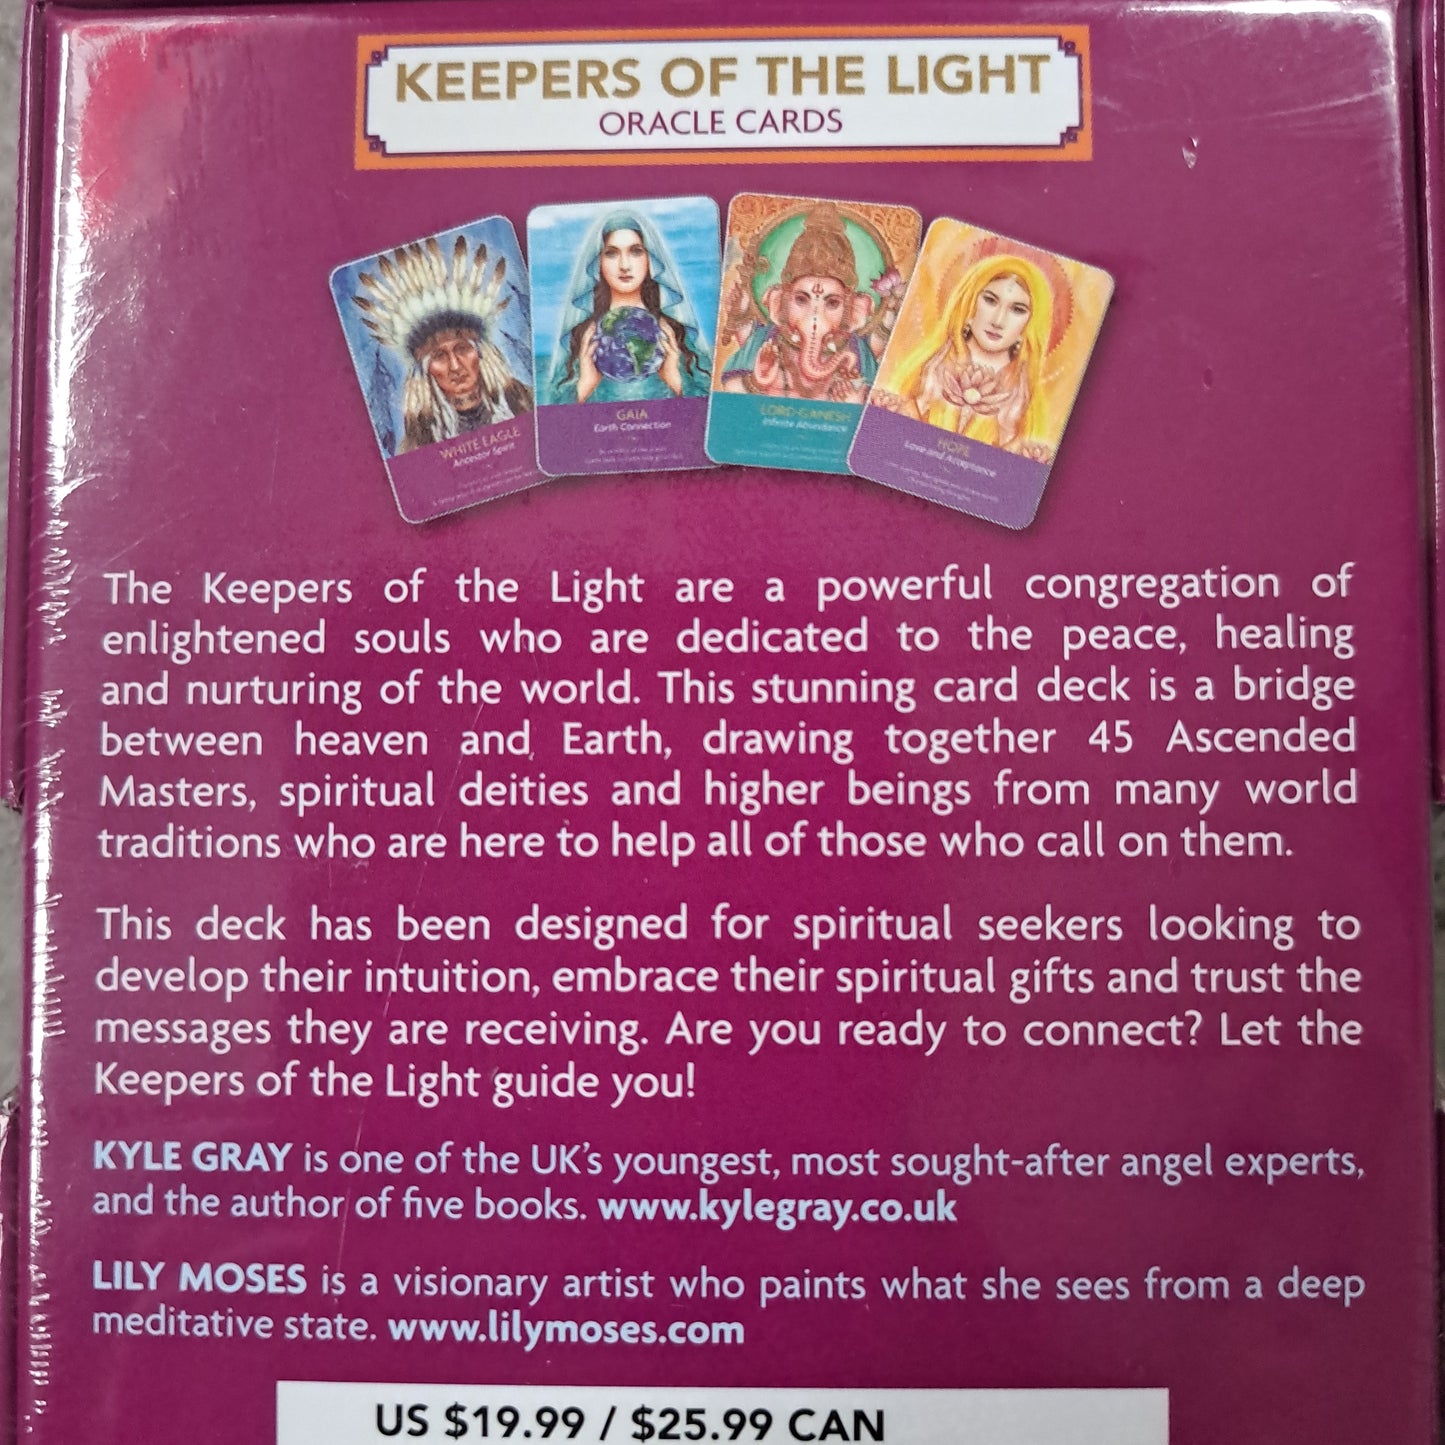 KEEPERS OF THE LIGHT
ORACLE CARDS
WHITE EAGLE
Ancestor Spirit
GAIA
Earth Connection
LORD GANESH
Infinite Abundance
HOPE
Love and Acceptance
The Keepers of the Light are a powerful congregation of
enlightened souls who are dedicated to the peace, healing
and nurturing of the world. This stunning card deck is a bridge
between heaven and Earth, drawing together 45 Ascended
Masters, spiritual deities and higher beings from many world
traditions who are here to help all of those who call on them.
This deck has been designed for spiritual seekers looking to
develop their intuition, embrace their spiritual gifts and trust the
messages they are receiving. Are you ready to connect? Let the
Keepers of the Light guide you!
KYLE GRAY is one of the UK's youngest, most sought-after angel experts,
and the author of five books. www.kylegray.co.uk
LILY MOSES is a visionary artist who paints what she sees from a deep
meditative state. www.lilymoses.com
US $19.99 / $25.99 CAN